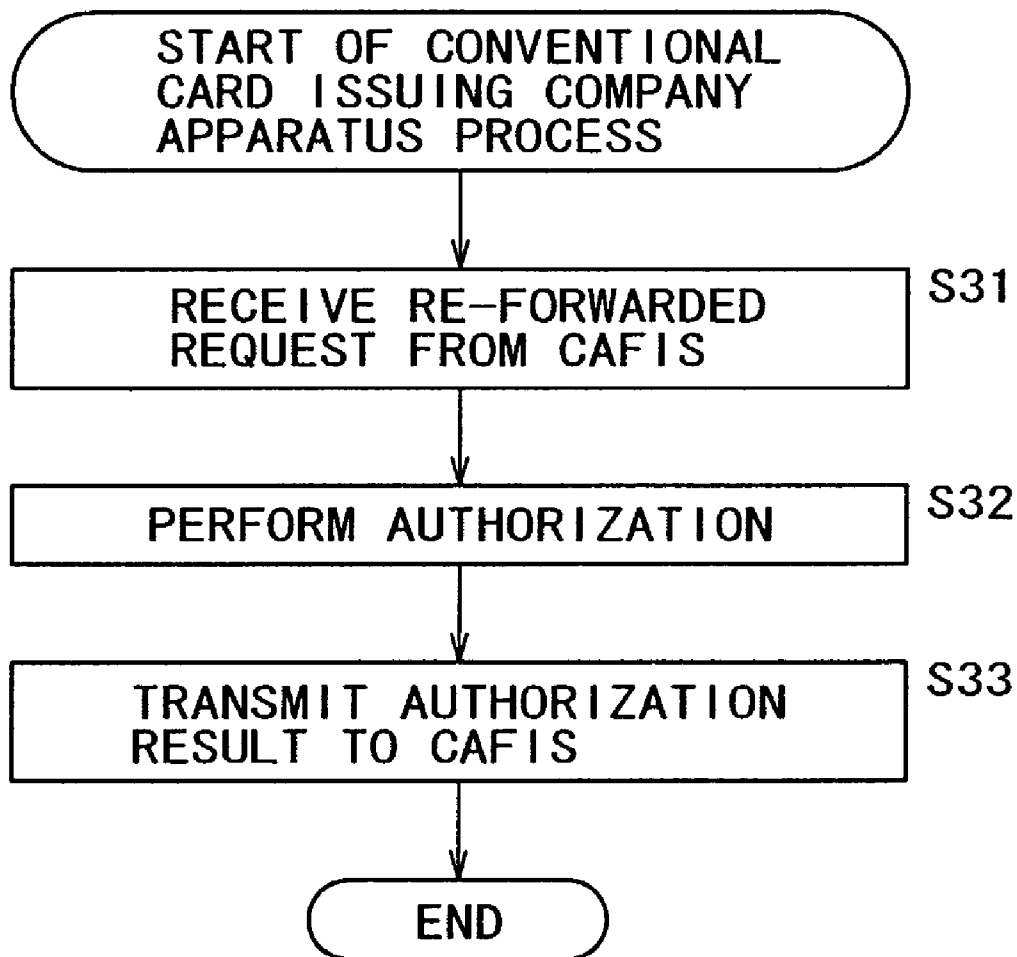 START OF CONVENTIONAL
CARD ISSUING COMPANY
APPARATUS PROCESS
RECEIVE RE-FORWARDED
REQUEST FROM CAFIS
S31
PERFORM AUTHORIZATION
S32
TRANSMIT AUTHORIZATION
RESULT TO CAFIS
S33
END